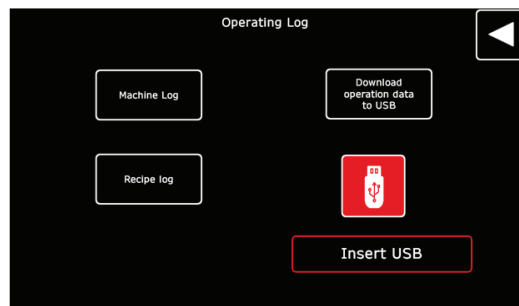 Operating Log
Machine Log
Download
operation data
to USB
Recipe log
Insert USB